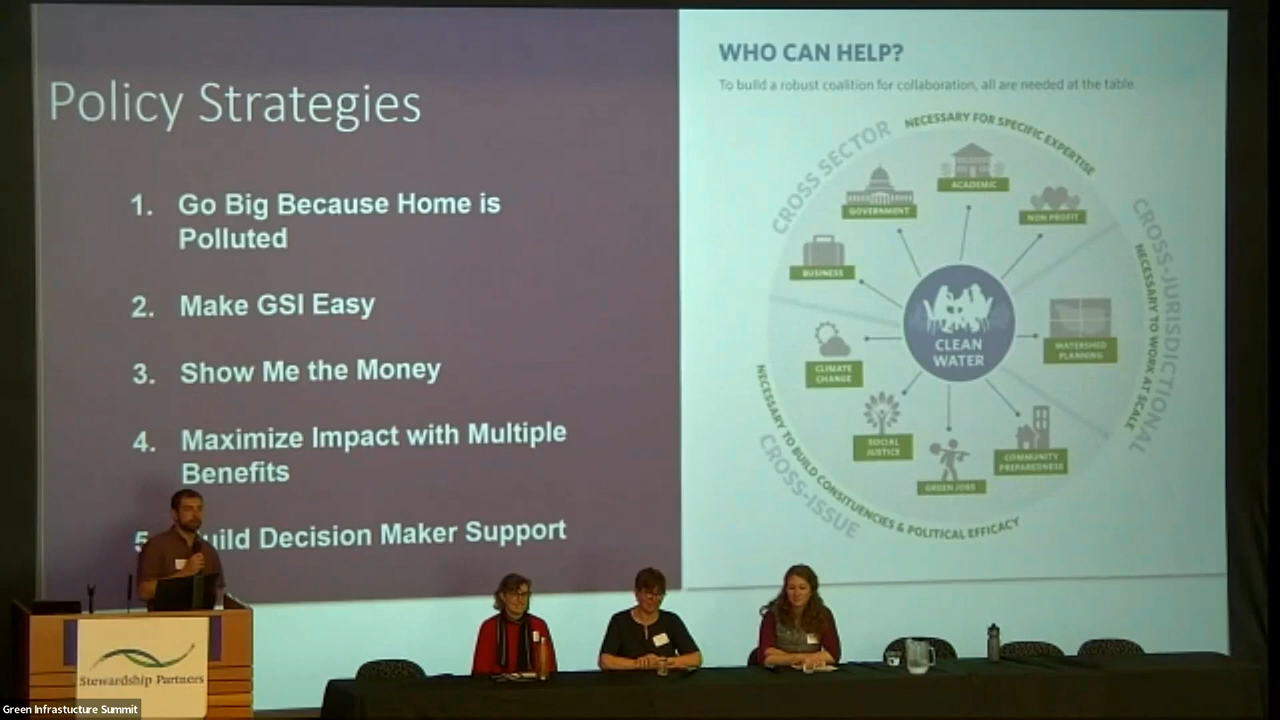 Policy Strategies
1. Go Big Because Home is
Polluted
2. Make GSI Easy
3. Show Me the Money
4. Maximize Impact with Multiple
Benefits
5. Build Decision Maker Support
WHO CAN HELP?
To build a robust coalition for collaboration, all are needed at the table.
CROSS SECTOR
NECESSARY FOR SPECIFIC EXPERTISE
ACADEMIC
GOVERNMENT
NON PROFIT
BUSINESS
CROSS-JURISDICTIONAL
NECESSARY TO WORK AT SCALE
CLEAN
WATER
WATERSHED
PLANNING
CLIMATE
CHANGE
SOCIAL
JUSTICE
COMMUNITY
PREPAREDNESS
GREEN JOBS
NECESSARY TO BUILD CONSITUENCIES & POLITICAL EFFICACY
CROSS-ISSUE
Stewardship Partners
Green Infrastucture Summit